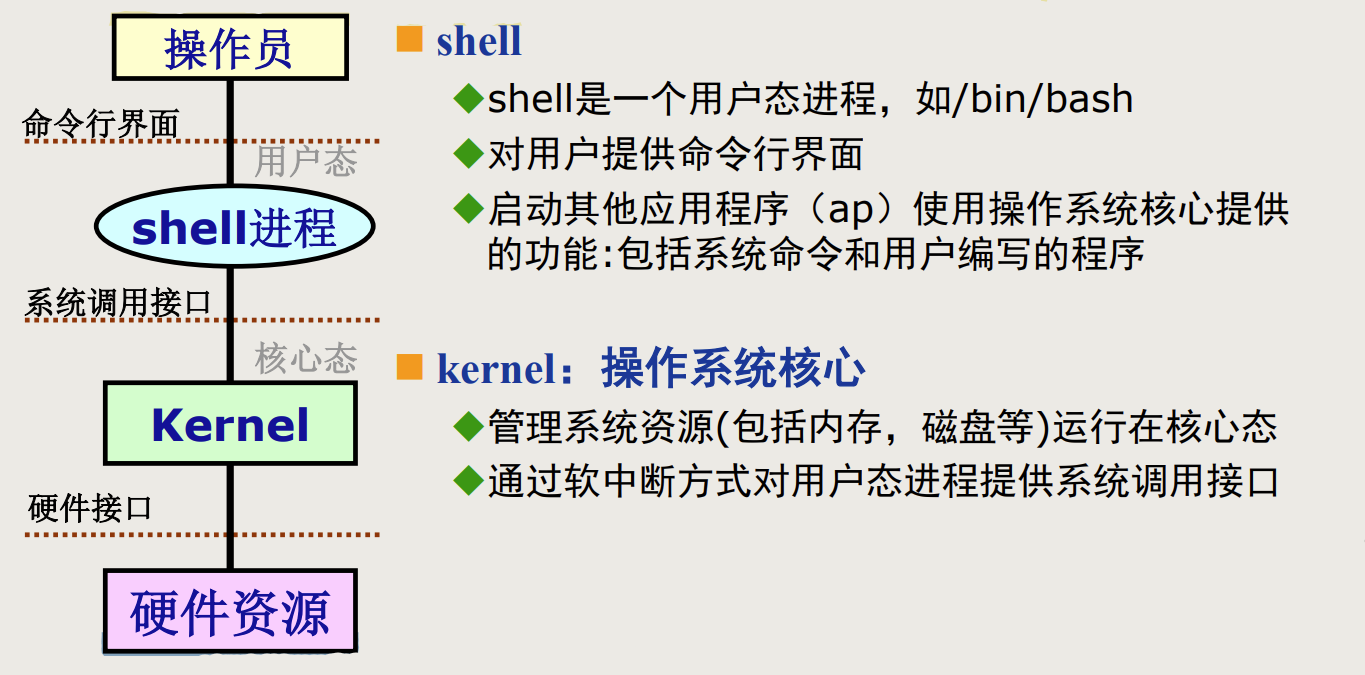 操作员
命令行界面
用户态
shell进程
系统调用接口
核心态
Kernel
硬件接口
硬件资源
shell
shell是一个用户态进程，如/bin/bash
对用户提供命令行界面
启动其他应用程序（ap）使用操作系统核心提供
的功能:包括系统命令和用户编写的程序
kernel：操作系统核心
管理系统资源(包括内存，磁盘等)运行在核心态
通过软中断方式对用户态进程提供系统调用接口